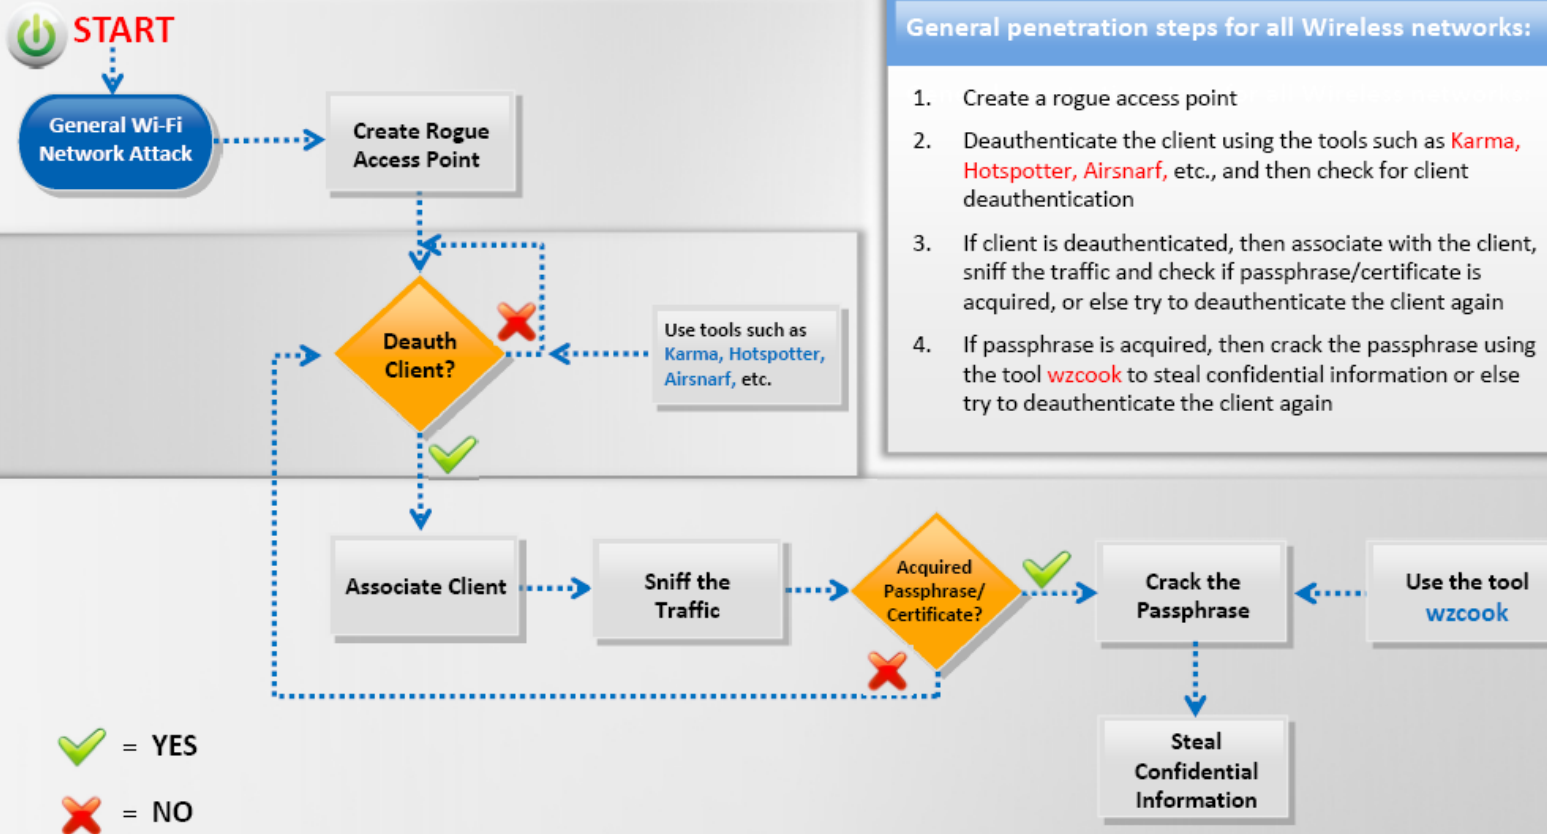 START
General Wi-Fi
Network Attack
Create Rogue
Access Point
Deauth
Client?
Use tools such as
Karma, Hotspotter,
Airsnarf, etc.
Associate Client
Sniff the
Traffic
Acquired
Passphrase/
Certificate?
Crack the
Passphrase
Use the tool
wzcook
Steal
Confidential
Information
= YES
= NO
General penetration steps for all Wireless networks:
1. Create a rogue access point
2. Deauthenticate the client using the tools such as Karma,
Hotspotter, Airsnarf, etc., and then check for client
deauthentication
3. If client is deauthenticated, then associate with the client,
sniff the traffic and check if passphrase/certificate is
acquired, or else try to deauthenticate the client again
4. If passphrase is acquired, then crack the passphrase using
the tool wzcook to steal confidential information or else
try to deauthenticate the client again